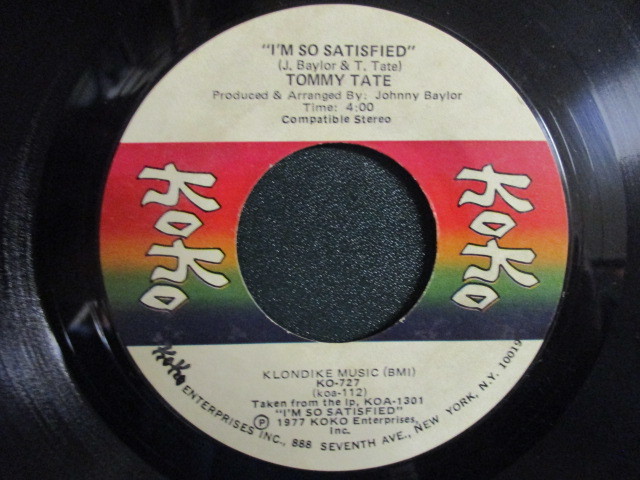 "I'M SO SATISFIED"
(J. Baylor & T. Tate)
TOMMY TATE
Produced & Arranged By: Johnny Baylor
Time: 4:00
Compatible Stereo
KOKO
KOKO
KLONDIKE MUSIC (BMI)
KO-727
(koa-112)
Taken from the lp, KOA-1301
"I'M SO SATISFIED"
Ⓟ 1977 KOKO Enterprises,
Inc.
KoKo ENTERPRISES INC., 888 SEVENTH AVE., NEW YORK, N.Y. 10019